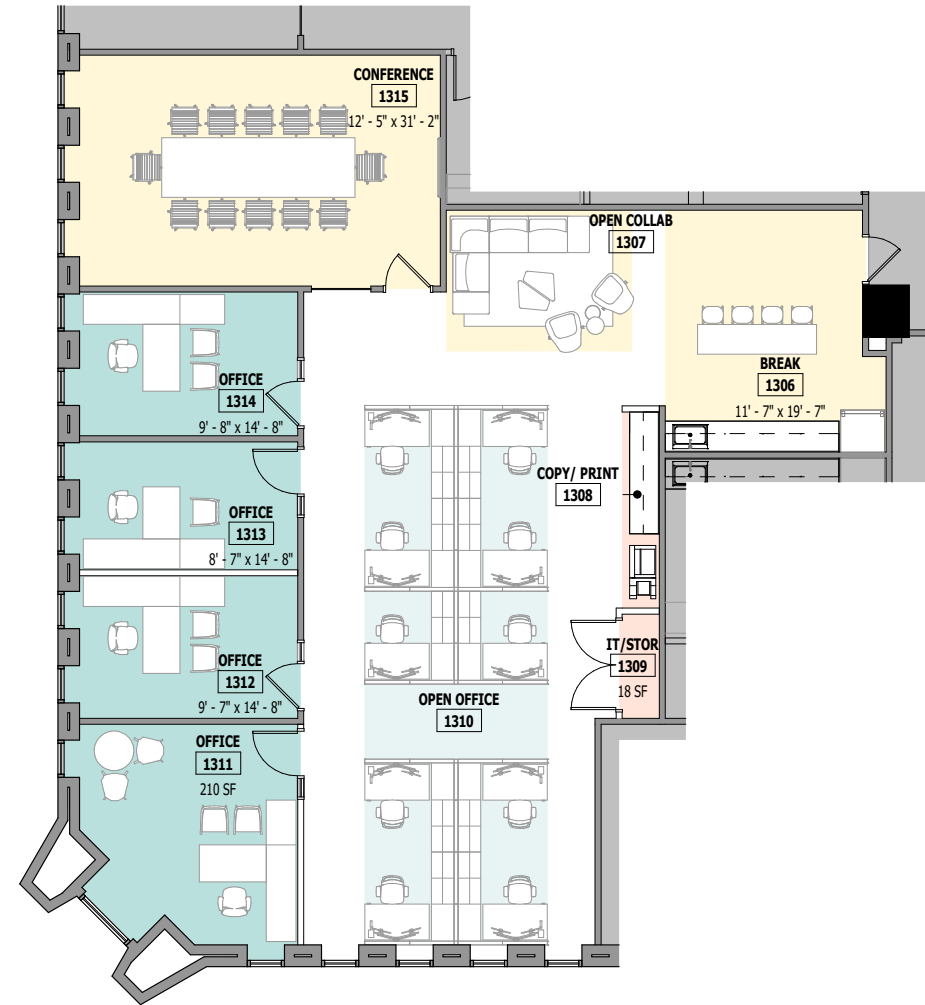 CONFERENCE
1315
12' - 5" x 31' - 2"
OPEN COLLAB
1307
BREAK
1306
11' - 7" x 19' - 7"
OFFICE
1314
9' - 8" x 14' - 8"
COPY/ PRINT
1308
OFFICE
1313
8' - 7" x 14' - 8"
OFFICE
1312
9' - 7" x 14' - 8"
IT/STOR
1309
18 SF
OPEN OFFICE
1310
OFFICE
1311
210 SF